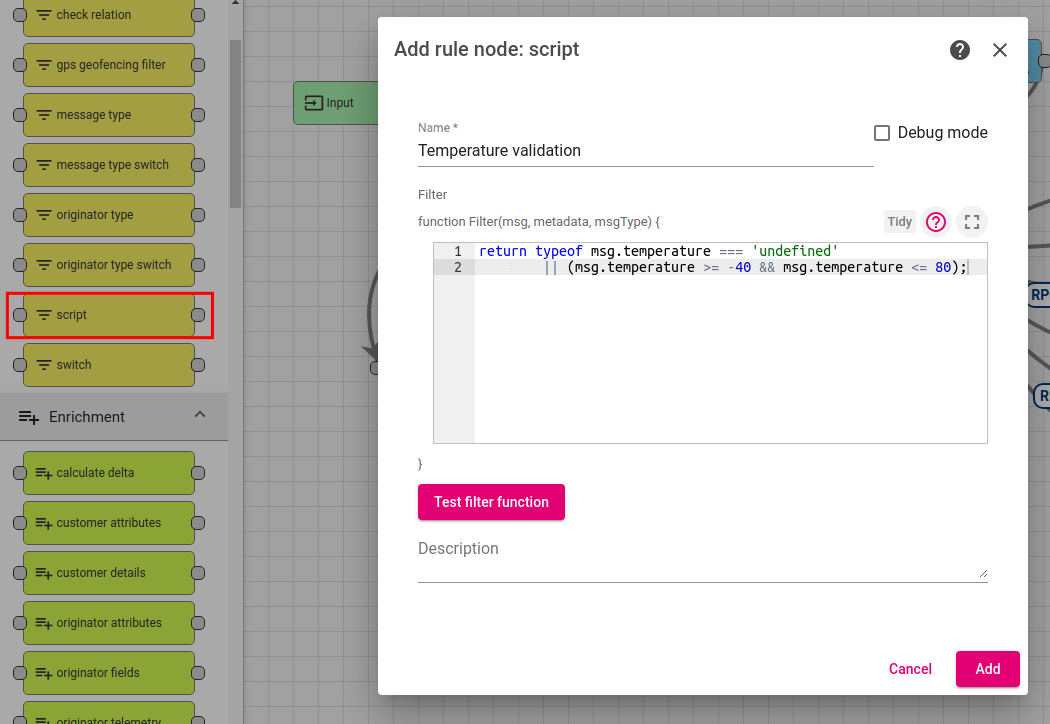 check relation
gps geofencing filter
message type
message type switch
originator type
originator type switch
script
switch
Enrichment
calculate delta
customer attributes
customer details
originator attributes
originator fields
originator telemetry
Input
Add rule node: script
Name *
Temperature validation
Debug mode
Filter
function Filter(msg, metadata, msgType) {
Tidy
1 return typeof msg.temperature === 'undefined'
2 || (msg.temperature >= -40 && msg.temperature <= 80);
}
Test filter function
Description
Cancel
Add